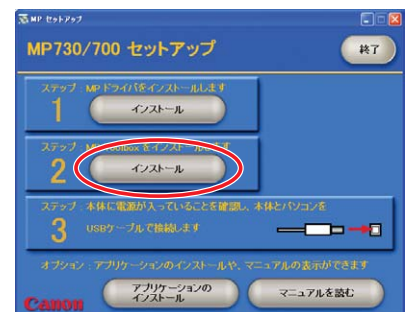 MP セットアップ
MP730/700 セットアップ
終了
ステップ：MP ドライバをインストールします
1
インストール
ステップ：MP Toolbox をインストールします
2
インストール
ステップ：本体に電源が入っていることを確認し、本体とパソコンを
3 USBケーブルで接続します
オプション：アプリケーションのインストールや、マニュアルの表示ができます
Canon
アプリケーションの
インストール
マニュアルを読む